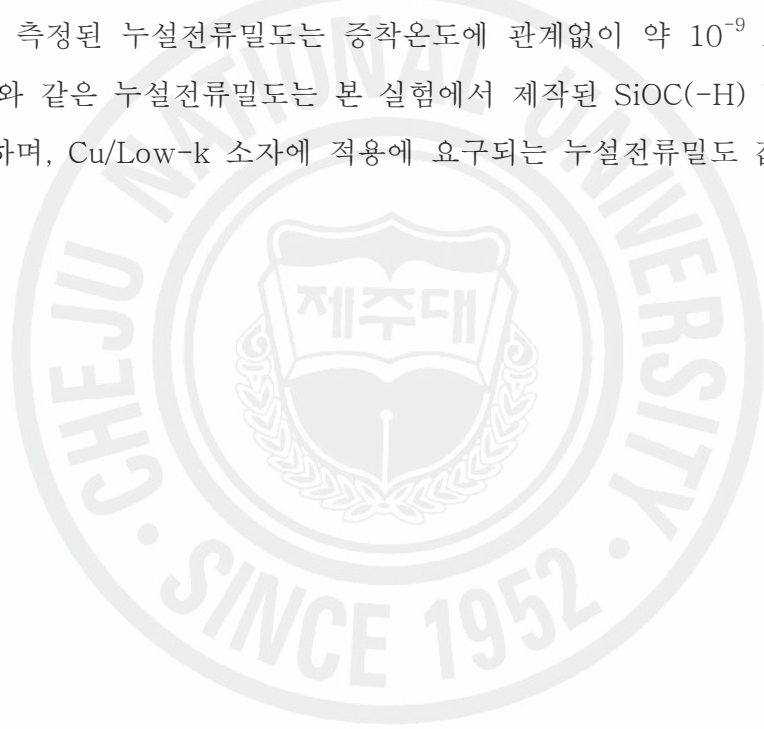 측정된 누설전류밀도는 증착온도에 관계없이 약 10⁻⁹
와 같은 누설전류밀도는 본 실험에서 제작된 SiOC(-H)
하며, Cu/Low-k 소자에 적용에 요구되는 누설전류밀도
CHEJU NATIONAL UNIVERSITY
제주대
SINCE 1952